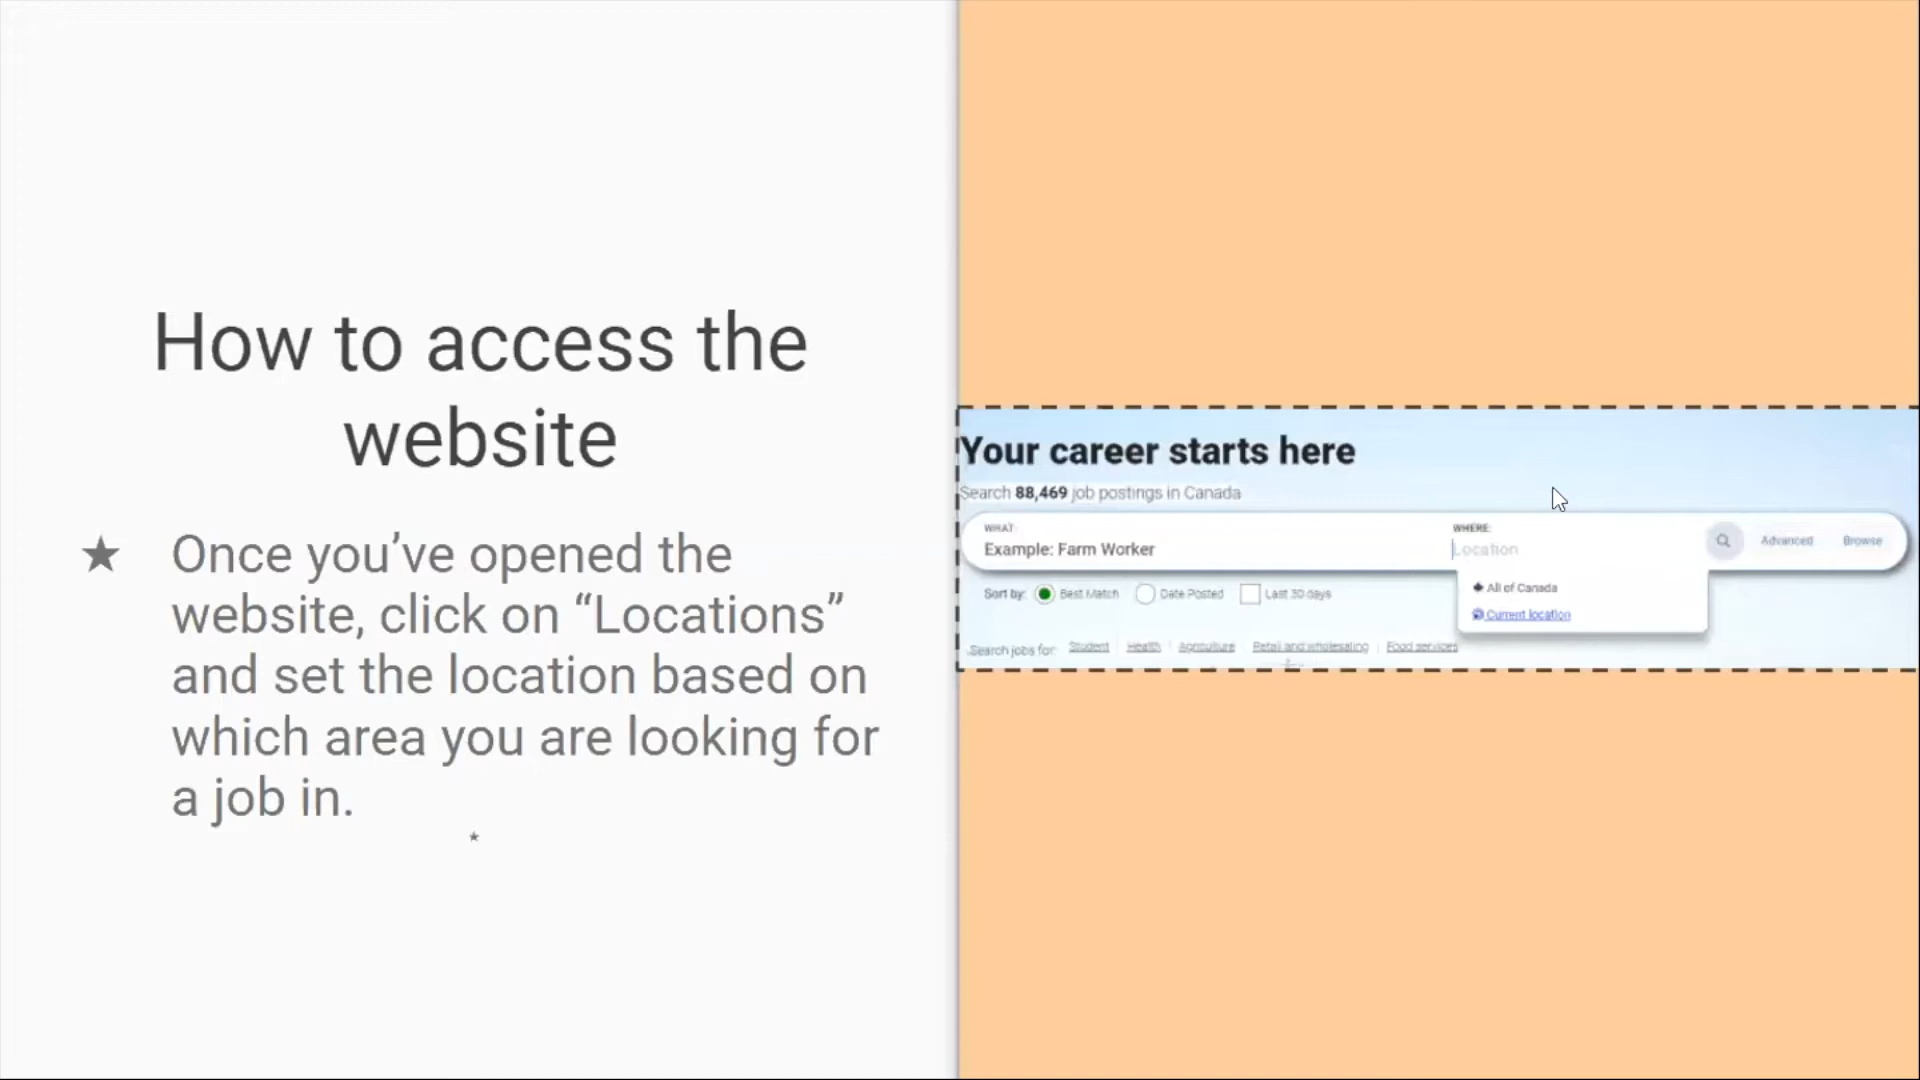 How to access the
website
★ Once you’ve opened the
website, click on “Locations”
and set the location based on
which area you are looking for
a job in.
★
Your career starts here
Search 88,469 job postings in Canada
WHAT: WHERE:
Example: Farm Worker Location Advanced Browse
All of Canada
Sort by: Best Match Date Posted Last 30 days
Current location
Search jobs for: Student Health Agriculture Retail and wholesaling Food services